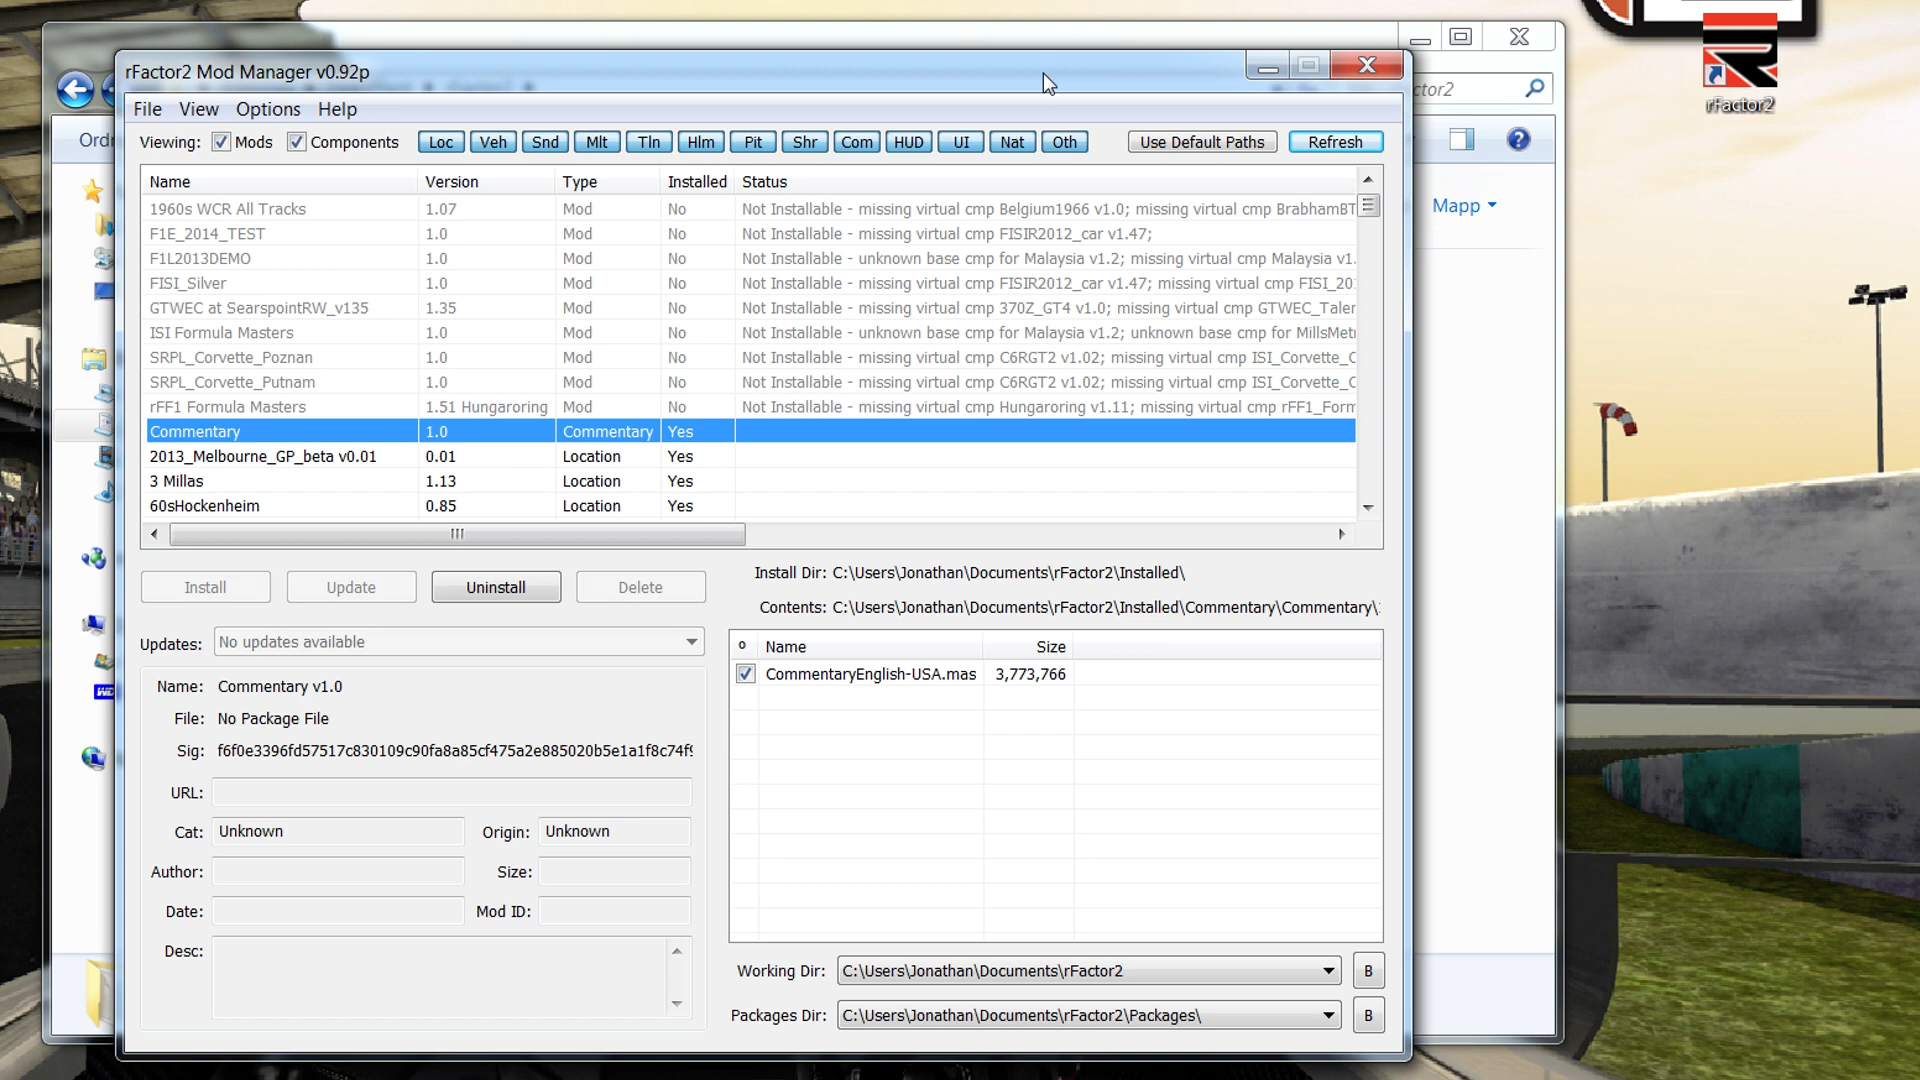 rFactor2 Mod Manager v0.92p
ctor2
rFactor2
File View Options Help
Ord
Viewing: Mods Components Loc Veh Snd Mlt Tln Hlm Pit Shr Com HUD UI Nat Oth Use Default Paths Refresh
Mapp
Name Version Type Installed Status
1960s WCR All Tracks 1.07 Mod No Not Installable - missing virtual cmp Belgium1966 v1.0; missing virtual cmp BrabhamBT
F1E_2014_TEST 1.0 Mod No Not Installable - missing virtual cmp FISIR2012_car v1.47;
F1L2013DEMO 1.0 Mod No Not Installable - unknown base cmp for Malaysia v1.2; missing virtual cmp Malaysia v1.
FISI_Silver 1.0 Mod No Not Installable - missing virtual cmp FISIR2012_car v1.47; missing virtual cmp FISI_20
GTWEC at SearspointRW_v135 1.35 Mod No Not Installable - missing virtual cmp 370Z_GT4 v1.0; missing virtual cmp GTWEC_Taler
ISI Formula Masters 1.0 Mod No Not Installable - unknown base cmp for Malaysia v1.2; unknown base cmp for MillsMet
SRPL_Corvette_Poznan 1.0 Mod No Not Installable - missing virtual cmp C6RGT2 v1.02; missing virtual cmp ISI_Corvette_C
SRPL_Corvette_Putnam 1.0 Mod No Not Installable - missing virtual cmp C6RGT2 v1.02; missing virtual cmp ISI_Corvette_C
rFF1 Formula Masters 1.51 Hungaroring Mod No Not Installable - missing virtual cmp Hungaroring v1.11; missing virtual cmp rFF1_Form
Commentary 1.0 Commentary Yes
2013_Melbourne_GP_beta v0.01 0.01 Location Yes
3 Millas 1.13 Location Yes
60sHockenheim 0.85 Location Yes
Install Update Uninstall Delete
Install Dir: C:\Users\Jonathan\Documents\rFactor2\Installed\
Contents: C:\Users\Jonathan\Documents\rFactor2\Installed\Commentary\Commentary\
Updates: No updates available
o Name Size
CommentaryEnglish-USA.mas 3,773,766
Name: Commentary v1.0
File: No Package File
Sig: f6f0e3396fd57517c830109c90fa8a85cf475a2e885020b5e1a1f8c74f9
URL:
Cat: Unknown Origin: Unknown
Author: Size:
Date: Mod ID:
Desc:
Working Dir: C:\Users\Jonathan\Documents\rFactor2 B
Packages Dir: C:\Users\Jonathan\Documents\rFactor2\Packages\ B